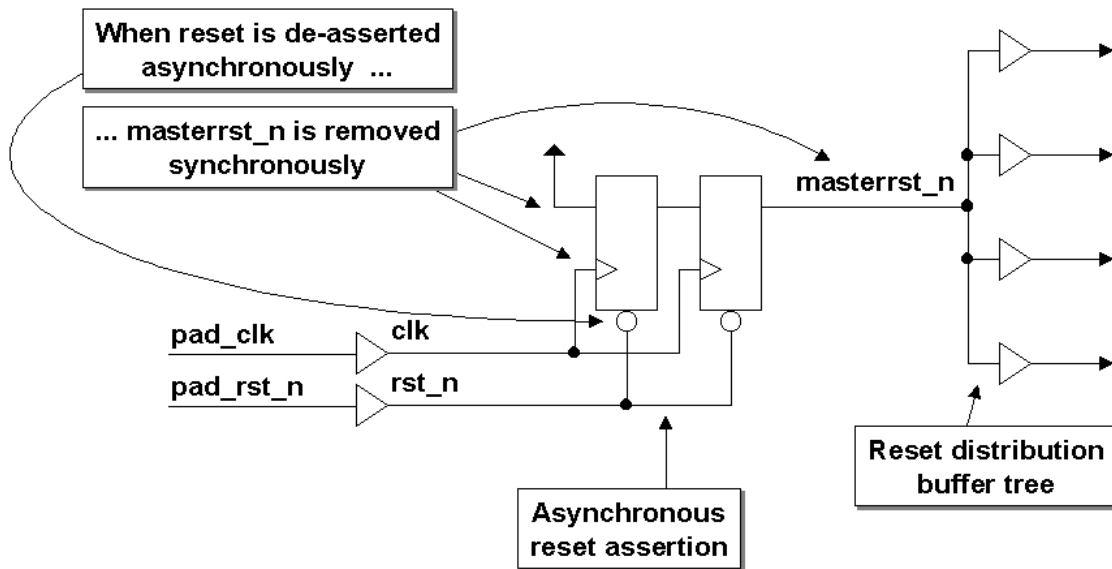 When reset is de-asserted
asynchronously ...
... masterrst_n is removed
synchronously
masterrst_n
pad_clk
clk
pad_rst_n
rst_n
Asynchronous
reset assertion
Reset distribution
buffer tree